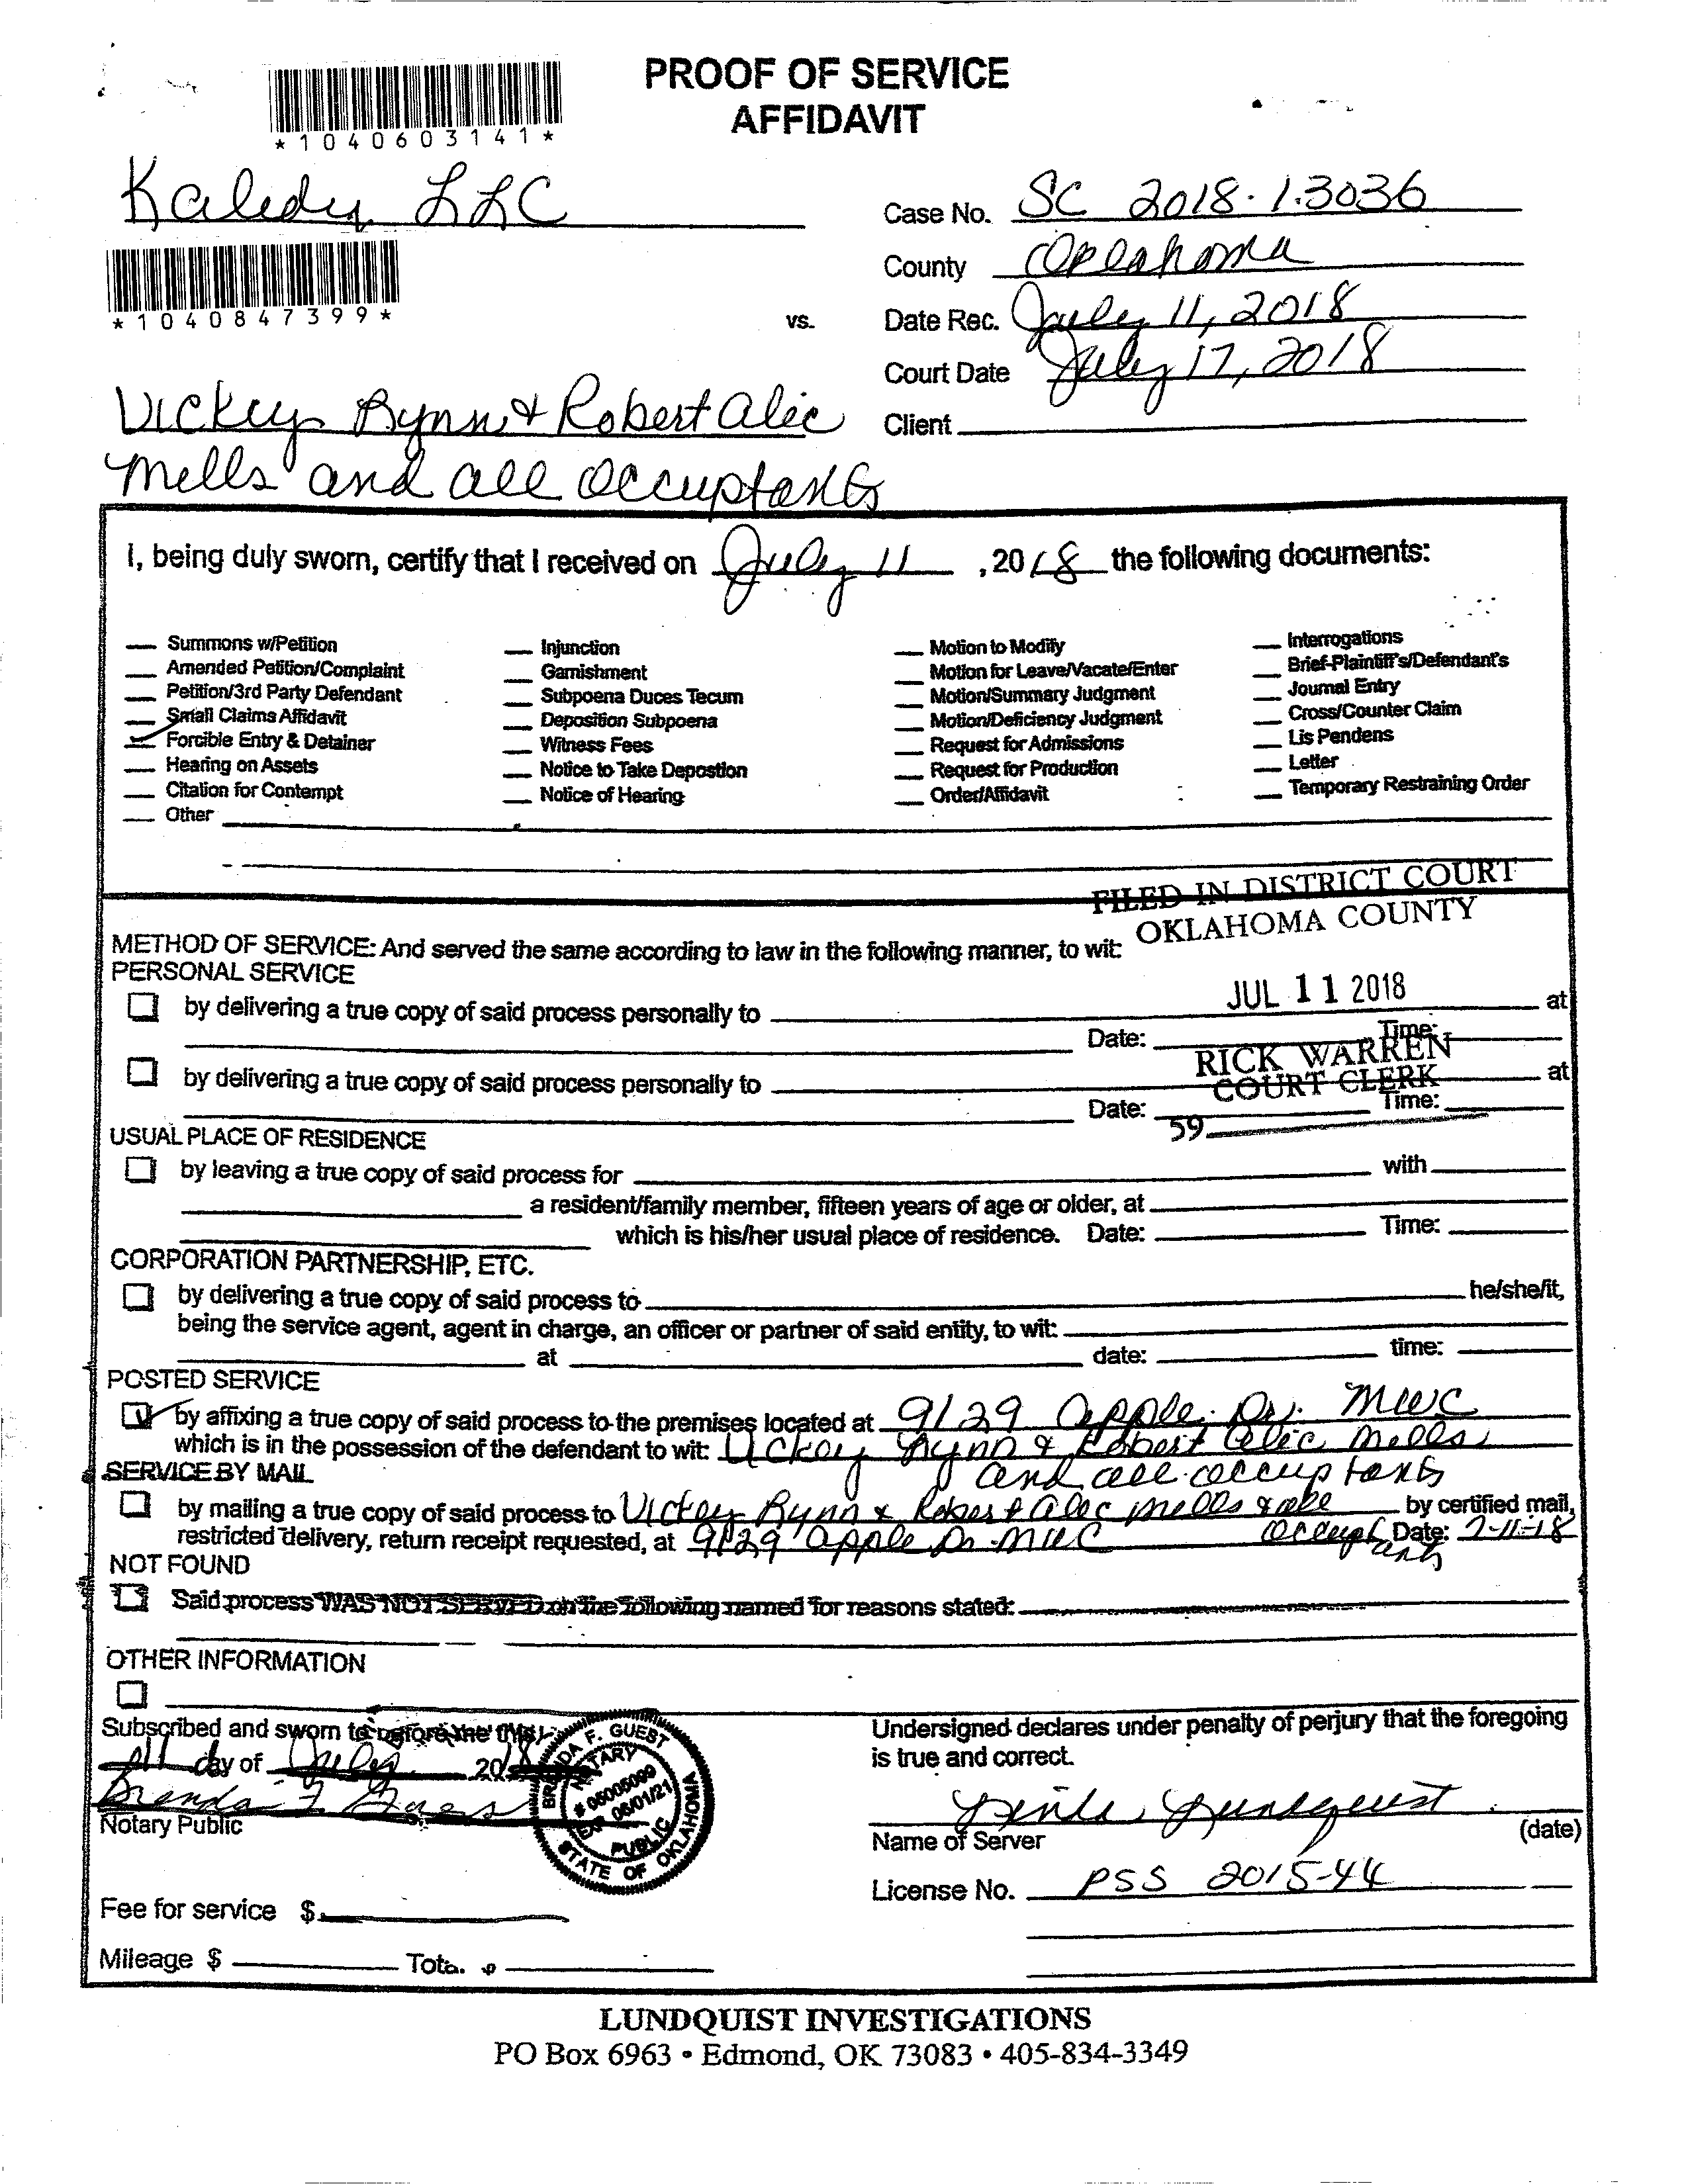 PROOF OF SERVICE
AFFIDAVIT
*1040603141*
Kaledy LLC
Case No. SC 2018-13036
*1040847399*
County Oklahoma
vs.
Date Rec. July 11, 2018
Court Date July 17, 2018
Vickey Rynn & Robert Alec
Client
Mells and all occuptants
I, being duly sworn, certify that I received on July 11, 2018 the following documents:
Summons w/Petition
Amended Petition/Complaint
Petition/3rd Party Defendant
Small Claims Affidavit
Forcible Entry & Detainer
Hearing on Assets
Citation for Contempt
Other
Injunction
Garnishment
Subpoena Duces Tecum
Deposition Subpoena
Witness Fees
Notice to Take Depostion
Notice of Hearing
Motion to Modify
Motion for Leave/Vacate/Enter
Motion/Summary Judgment
Motion/Deficiency Judgment
Request for Admissions
Request for Production
Order/Affidavit
Interrogations
Brief-Plaintiff's/Defendant's
Journal Entry
Cross/Counter Claim
Lis Pendens
Letter
Temporary Restraining Order
FILED IN DISTRICT COURT
OKLAHOMA COUNTY
METHOD OF SERVICE: And served the same according to law in the following manner, to wit:
PERSONAL SERVICE
JUL 11 2018
by delivering a true copy of said process personally to at
Date: Time:
RICK WARREN
COURT CLERK
by delivering a true copy of said process personally to at
Date: Time:
59
USUAL PLACE OF RESIDENCE
by leaving a true copy of said process for with
a resident/family member, fifteen years of age or older, at
which is his/her usual place of residence. Date: Time:
CORPORATION PARTNERSHIP, ETC.
by delivering a true copy of said process to he/she/it,
being the service agent, agent in charge, an officer or partner of said entity, to wit:
at date: time:
POSTED SERVICE
by affixing a true copy of said process to the premises located at 9129 Apple Dr. MWC
which is in the possession of the defendant to wit: Vickey Rynn & Robert Alec Mells
and all occuptants
SERVICE BY MAIL
by mailing a true copy of said process to Vickey Rynn & Robert Alec Mells & all by certified mail,
restricted delivery, return receipt requested, at 9129 Apple Dr MWC occuptants Date: 7-11-18
NOT FOUND
Said process WAS NOT SERVED on the following named for reasons stated:
OTHER INFORMATION
Subscribed and sworn to before me this
11 day of July 2018
Brenda F Guest
Notary Public
BRENDA F. GUEST
NOTARY
# 05005099
EXP. 06/01/21
PUBLIC
STATE OF OKLAHOMA
Undersigned declares under penalty of perjury that the foregoing
is true and correct.
Lundquist
Name of Server (date)
License No. PSS 2015-44
Fee for service $
Mileage $ Tota.
LUNDQUIST INVESTIGATIONS
PO Box 6963 • Edmond, OK 73083 • 405-834-3349